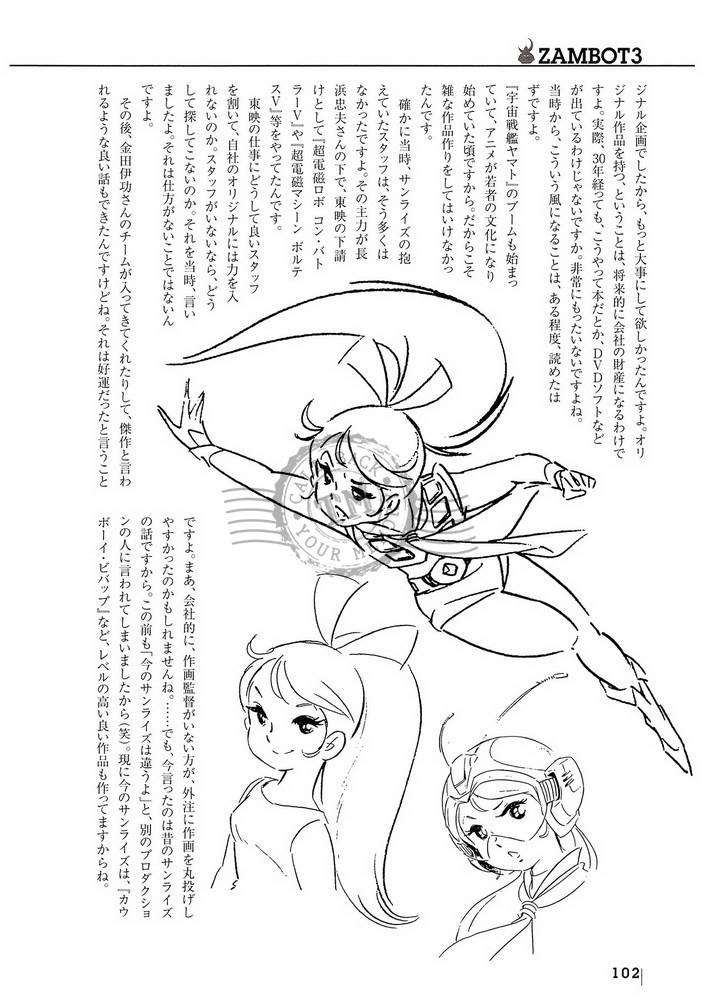 ZAMBOT3
ジナル企画でしたから、もっと大事にして欲しかったんですよ。オリ
ジナル作品を持つ、ということは、将来的に会社の財産になるわけで
すよ。実際、30年経っても、こうやって本だとか、DVDソフトなど
が出ているわけじゃないですか。非常にもったいないですよね。
当時から、こういう風になることは、ある程度、読めたは
ずですよ。
『宇宙戦艦ヤマト』のブームも始まっ
ていて、アニメが若者の文化になり
始めていた頃ですから。だからこそ
雑な作品作りをしてはいけなかっ
たんです。
確かに当時、サンライズの抱
えていたスタッフは、そう多くは
なかったですよ。その主力が長
浜忠夫さんの下で、東映の下請
けとして『超電磁ロボ コン・バト
ラーV』や『超電磁マシーン ボルテ
スV』等をやってたんです。
東映の仕事にどうして良いスタッフ
を割いて、自社のオリジナルには力を入
れないのか。スタッフがいないなら、どう
して探してこないのか。それを当時、言い
ましたよ。それは仕方がないことではないん
ですよ。
その後、金田伊功さんのチームが入ってきてくれたりして、傑作と言わ
れるような良い話もできたんですけどね。それは好運だったと言うこと
ですよ。まあ、会社的に、作画監督がいない方が、外注に作画を丸投げし
やすかったのかもしれませんね。……でも、今言ったのは昔のサンライズ
の話ですから。この前も「今のサンライズは違うよ」と、別のプロダクショ
ンの人に言われてしまいましたから(笑)。現に今のサンライズは、『カウ
ボーイ・ビバップ』など、レベルの高い良い作品も作ってますからね。
YOUR
102